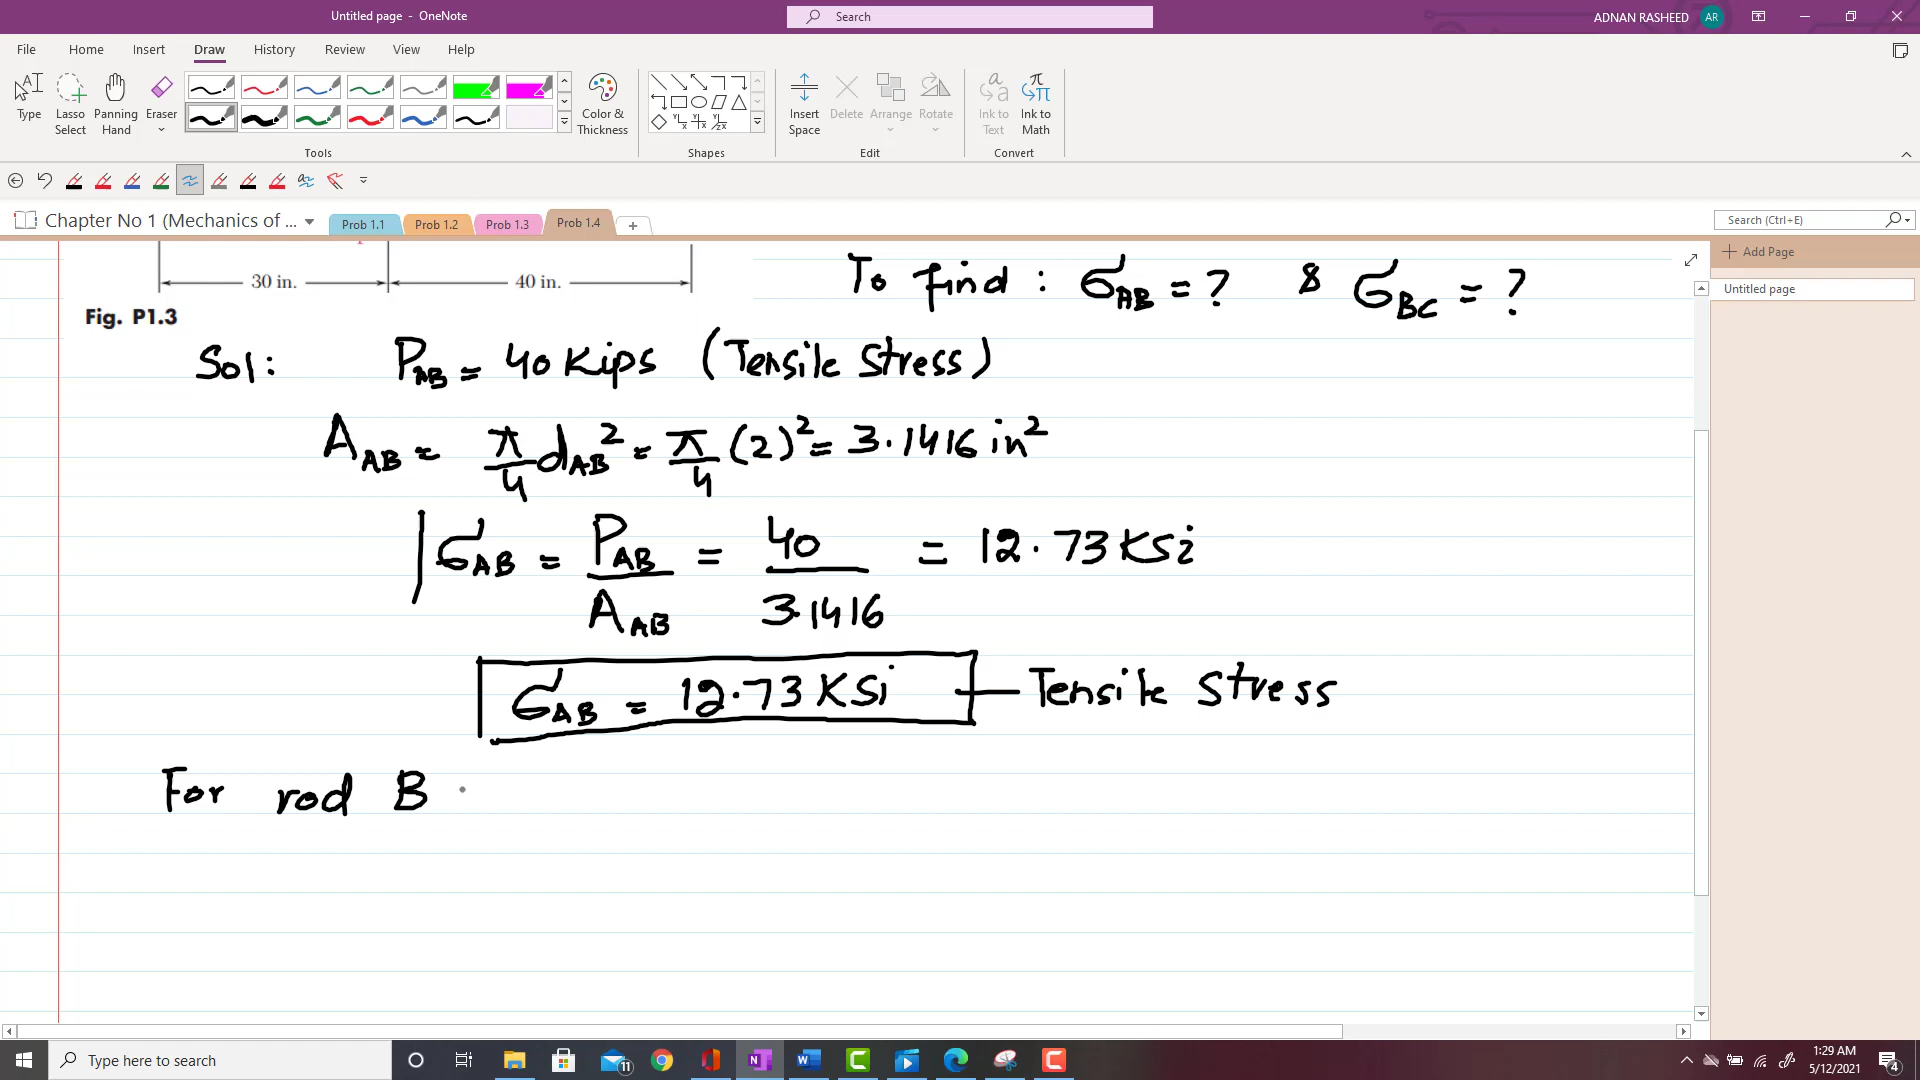 Untitled page - OneNote
Search
ADNAN RASHEED
AR
File Home Insert Draw History Review View Help
Type
Lasso Select
Panning Hand
Eraser
Color & Thickness
Insert Space
Delete
Arrange
Rotate
Ink to Text
Ink to Math
Tools
Shapes
Edit
Convert
Chapter No 1 (Mechanics of ...
Prob 1.1
Prob 1.2
Prob 1.3
Prob 1.4
Search (Ctrl+E)
Add Page
Untitled page
30 in. 40 in.
Fig. P1.3
To find : σAB = ? & σBC = ?
Sol: PAB = 40 Kips (Tensile Stress)
AAB = π/4 dAB² = π/4 (2)² = 3.1416 in²
σAB = PAB/AAB = 40/3.1416 = 12.73 KSi
σAB = 12.73 KSi — Tensile Stress
For rod B
Type here to search
11
1:29 AM
5/12/2021
4